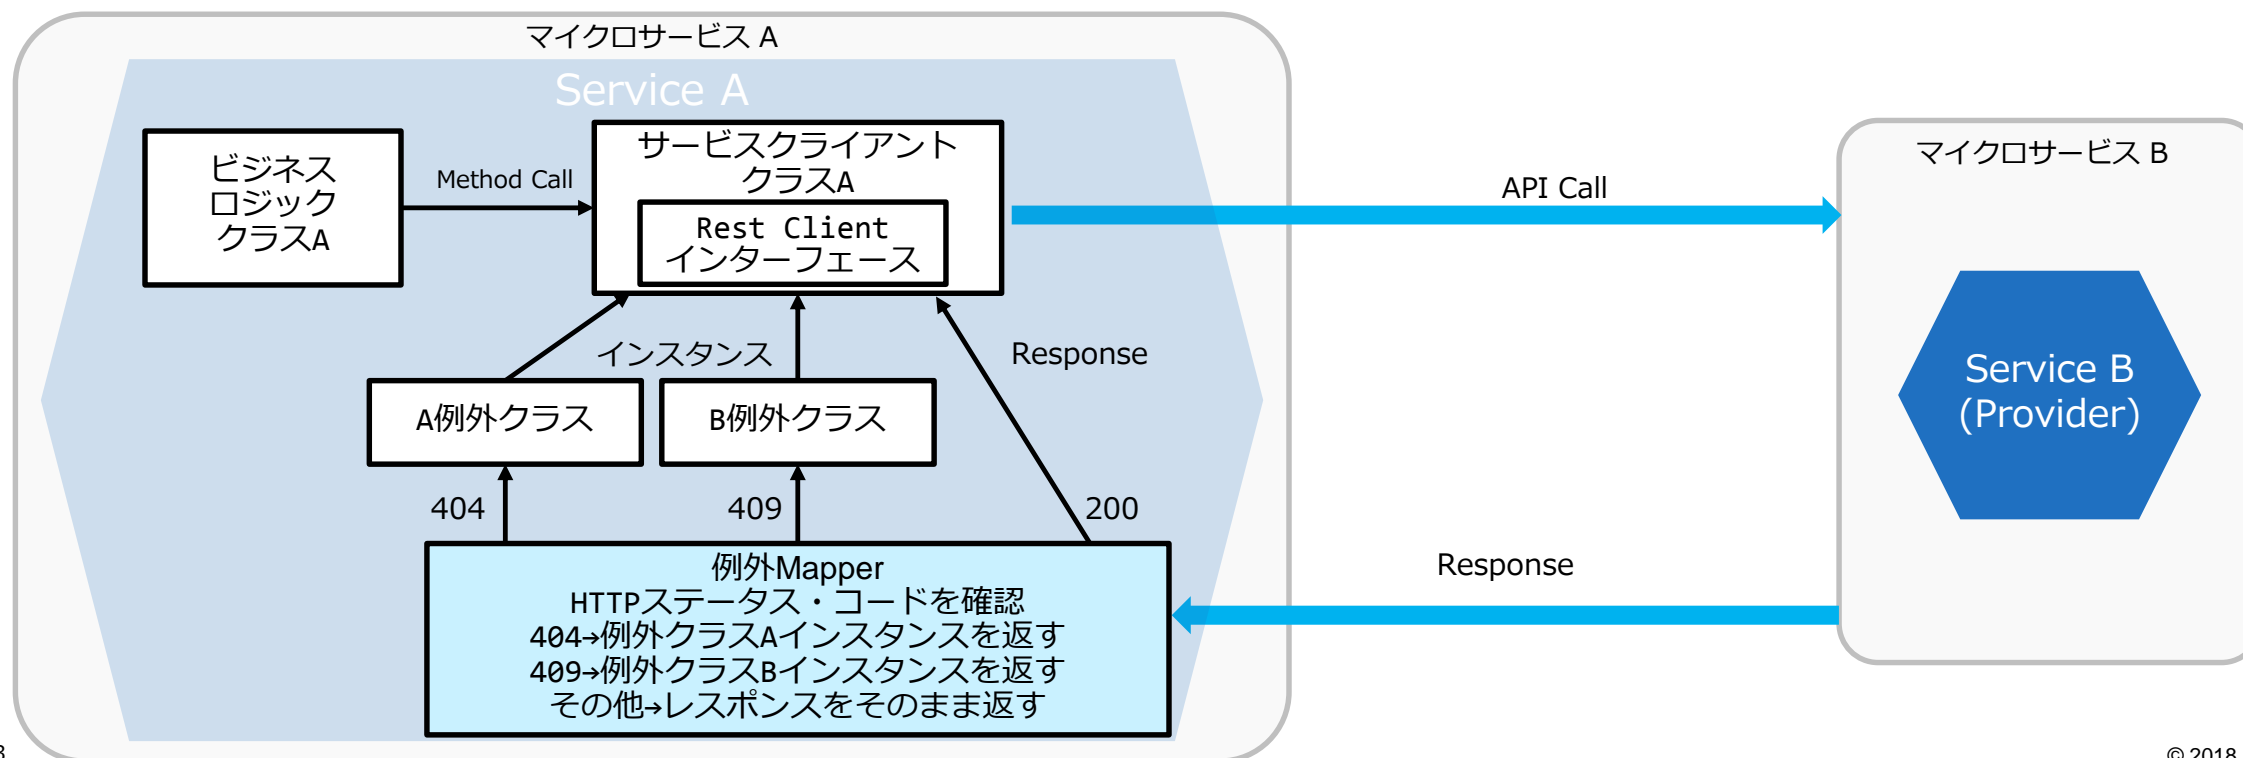 マイクロサービス A
Service A
ビジネス
ロジック
クラスA
Method Call
サービスクライアント
クラスA
Rest Client
インターフェース
API Call
マイクロサービス B
インスタンス
Response
A例外クラス
B例外クラス
Service B
(Provider)
404
409
200
例外Mapper
HTTPステータス・コードを確認
404→例外クラスAインスタンスを返す
409→例外クラスBインスタンスを返す
その他→レスポンスをそのまま返す
Response
© 2018